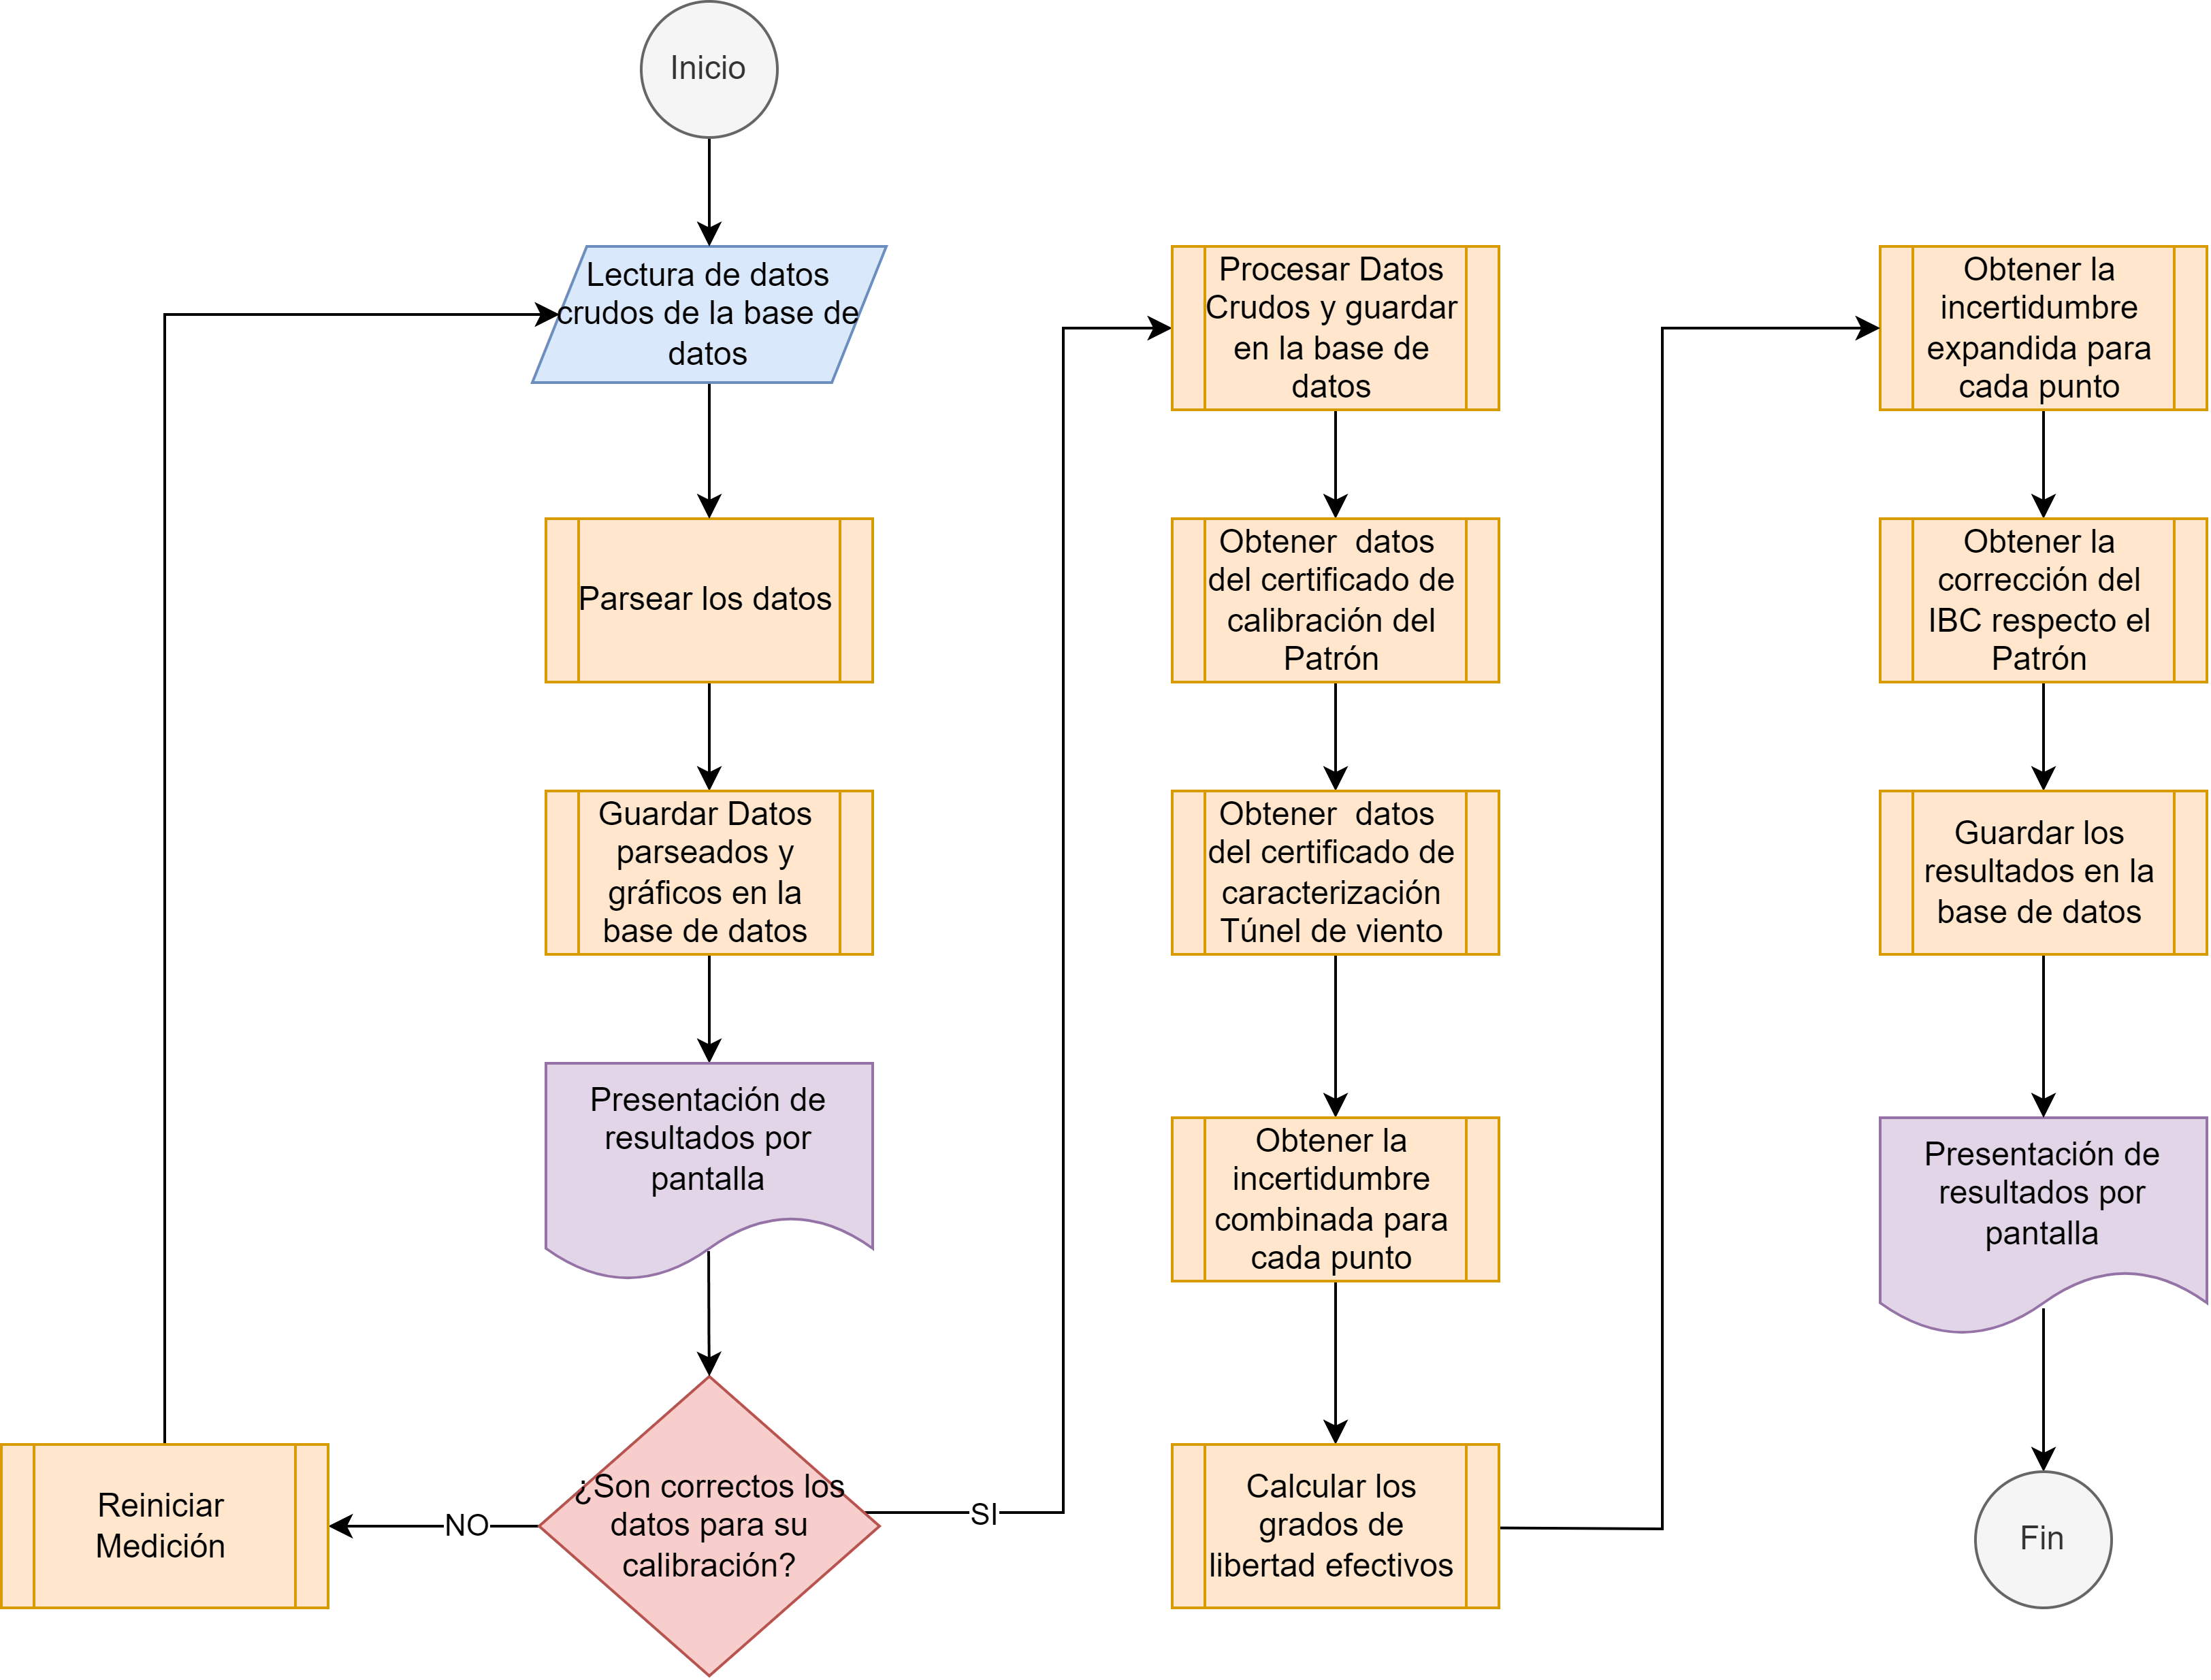 Inicio
Lectura de datos
crudos de la base de
datos
Parsear los datos
Guardar Datos
parseados y
gráficos en la
base de datos
Presentación de
resultados por
pantalla
¿Son correctos los
datos para su
calibración?
NO
Reiniciar
Medición
SI
Procesar Datos
Crudos y guardar
en la base de
datos
Obtener  datos
del certificado de
calibración del
Patrón
Obtener  datos
del certificado de
caracterización
Túnel de viento
Obtener la
incertidumbre
combinada para
cada punto
Calcular los
grados de
libertad efectivos
Obtener la
incertidumbre
expandida para
cada punto
Obtener la
corrección del
IBC respecto el
Patrón
Guardar los
resultados en la
base de datos
Presentación de
resultados por
pantalla
Fin